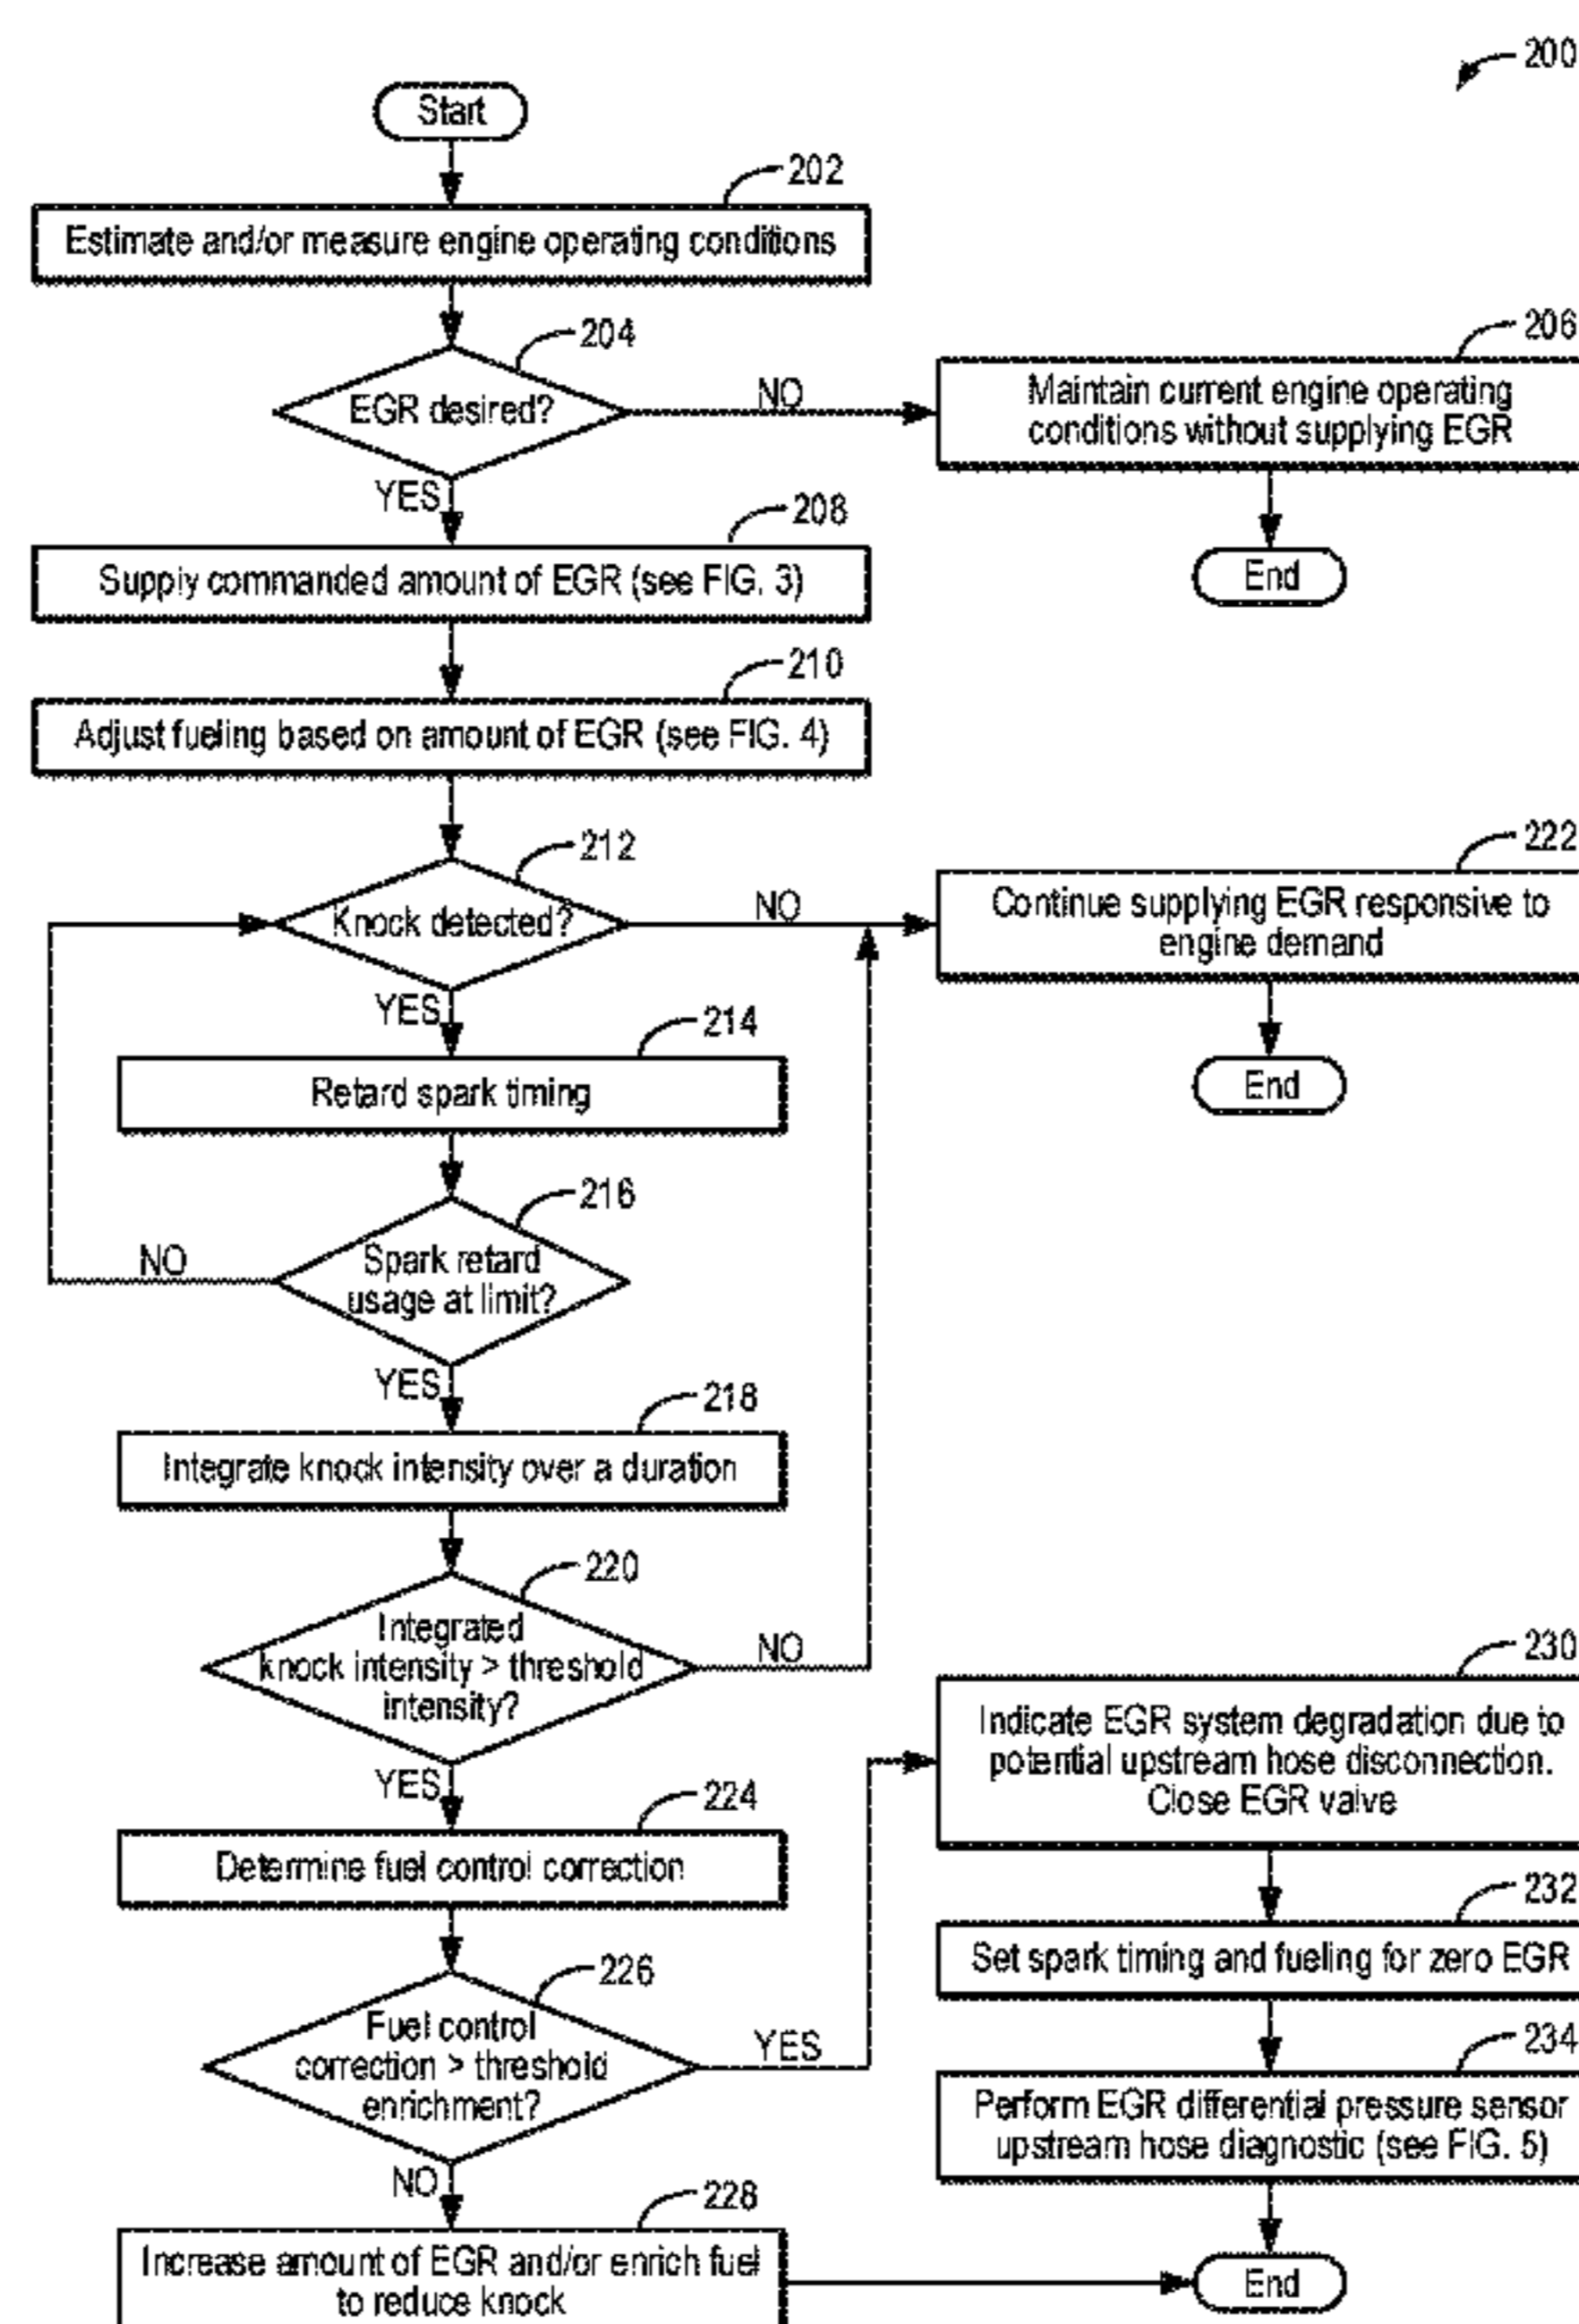 200
Start
202
Estimate and/or measure engine operating conditions
204
EGR desired?
NO
206
Maintain current engine operating
conditions without supplying EGR
End
YES
208
Supply commanded amount of EGR (see FIG. 3)
210
Adjust fueling based on amount of EGR (see FIG. 4)
212
Knock detected?
NO
222
Continue supplying EGR responsive to
engine demand
End
YES
214
Retard spark timing
216
Spark retard
usage at limit?
NO
YES
218
Integrate knock intensity over a duration
220
Integrated
knock intensity > threshold
intensity?
NO
YES
224
Determine fuel control correction
226
Fuel control
correction > threshold
enrichment?
YES
230
Indicate EGR system degradation due to
potential upstream hose disconnection.
Close EGR valve
232
Set spark timing and fueling for zero EGR
234
Perform EGR differential pressure sensor
upstream hose diagnostic (see FIG. 5)
NO
228
Increase amount of EGR and/or enrich fuel
to reduce knock
End